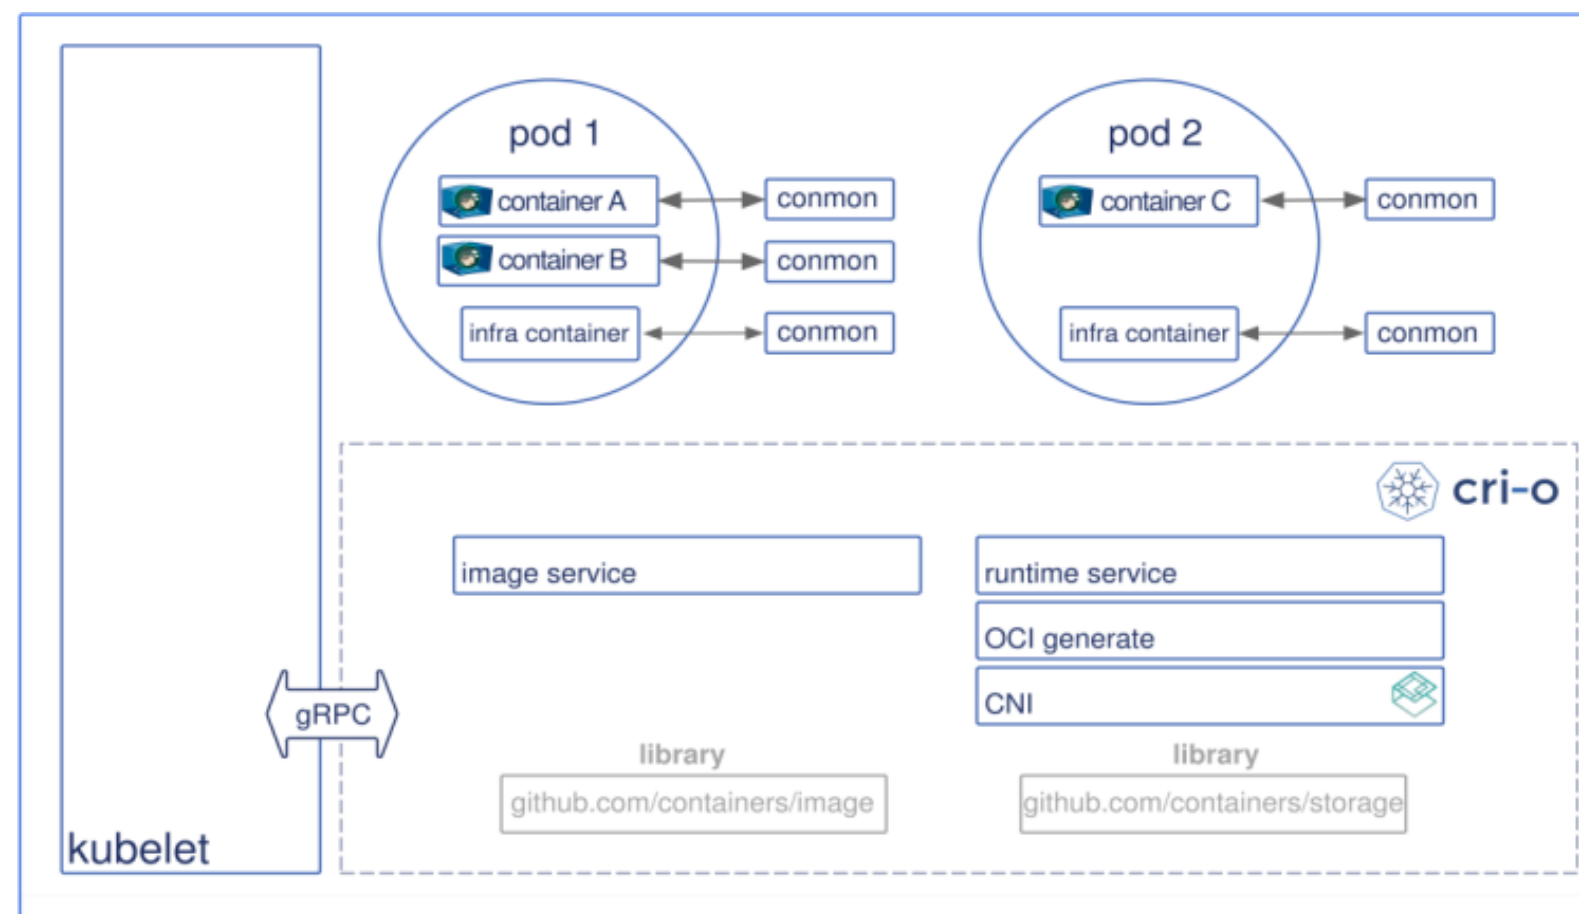 pod 1
container A
conmon
container B
conmon
infra container
conmon
pod 2
container C
conmon
infra container
conmon
cri-o
image service
runtime service
OCI generate
CNI
gRPC
library
github.com/containers/image
library
github.com/containers/storage
kubelet